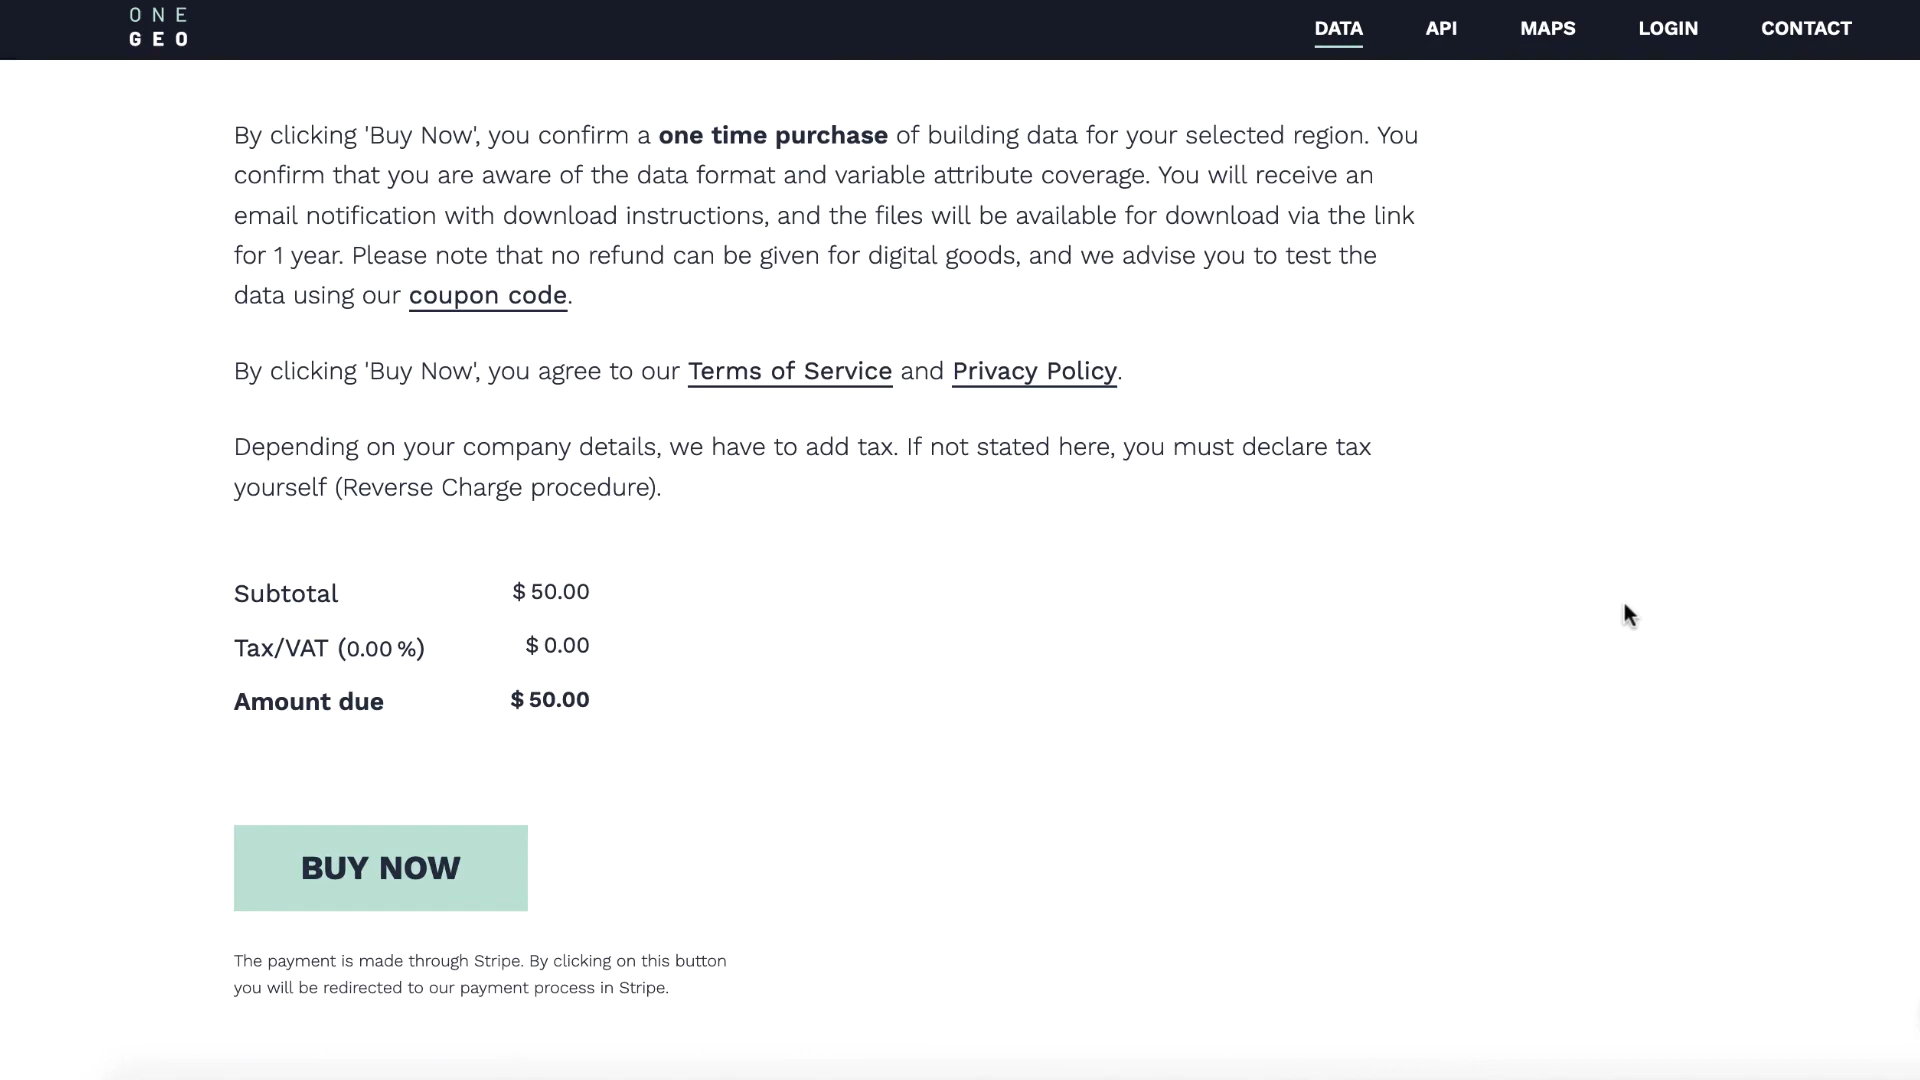 ONE
GEO
DATA API MAPS LOGIN CONTACT
By clicking 'Buy Now', you confirm a one time purchase of building data for your selected region. You
confirm that you are aware of the data format and variable attribute coverage. You will receive an
email notification with download instructions, and the files will be available for download via the link
for 1 year. Please note that no refund can be given for digital goods, and we advise you to test the
data using our coupon code.
By clicking 'Buy Now', you agree to our Terms of Service and Privacy Policy.
Depending on your company details, we have to add tax. If not stated here, you must declare tax
yourself (Reverse Charge procedure).
Subtotal $ 50.00
Tax/VAT (0.00 %) $ 0.00
Amount due $ 50.00
BUY NOW
The payment is made through Stripe. By clicking on this button
you will be redirected to our payment process in Stripe.